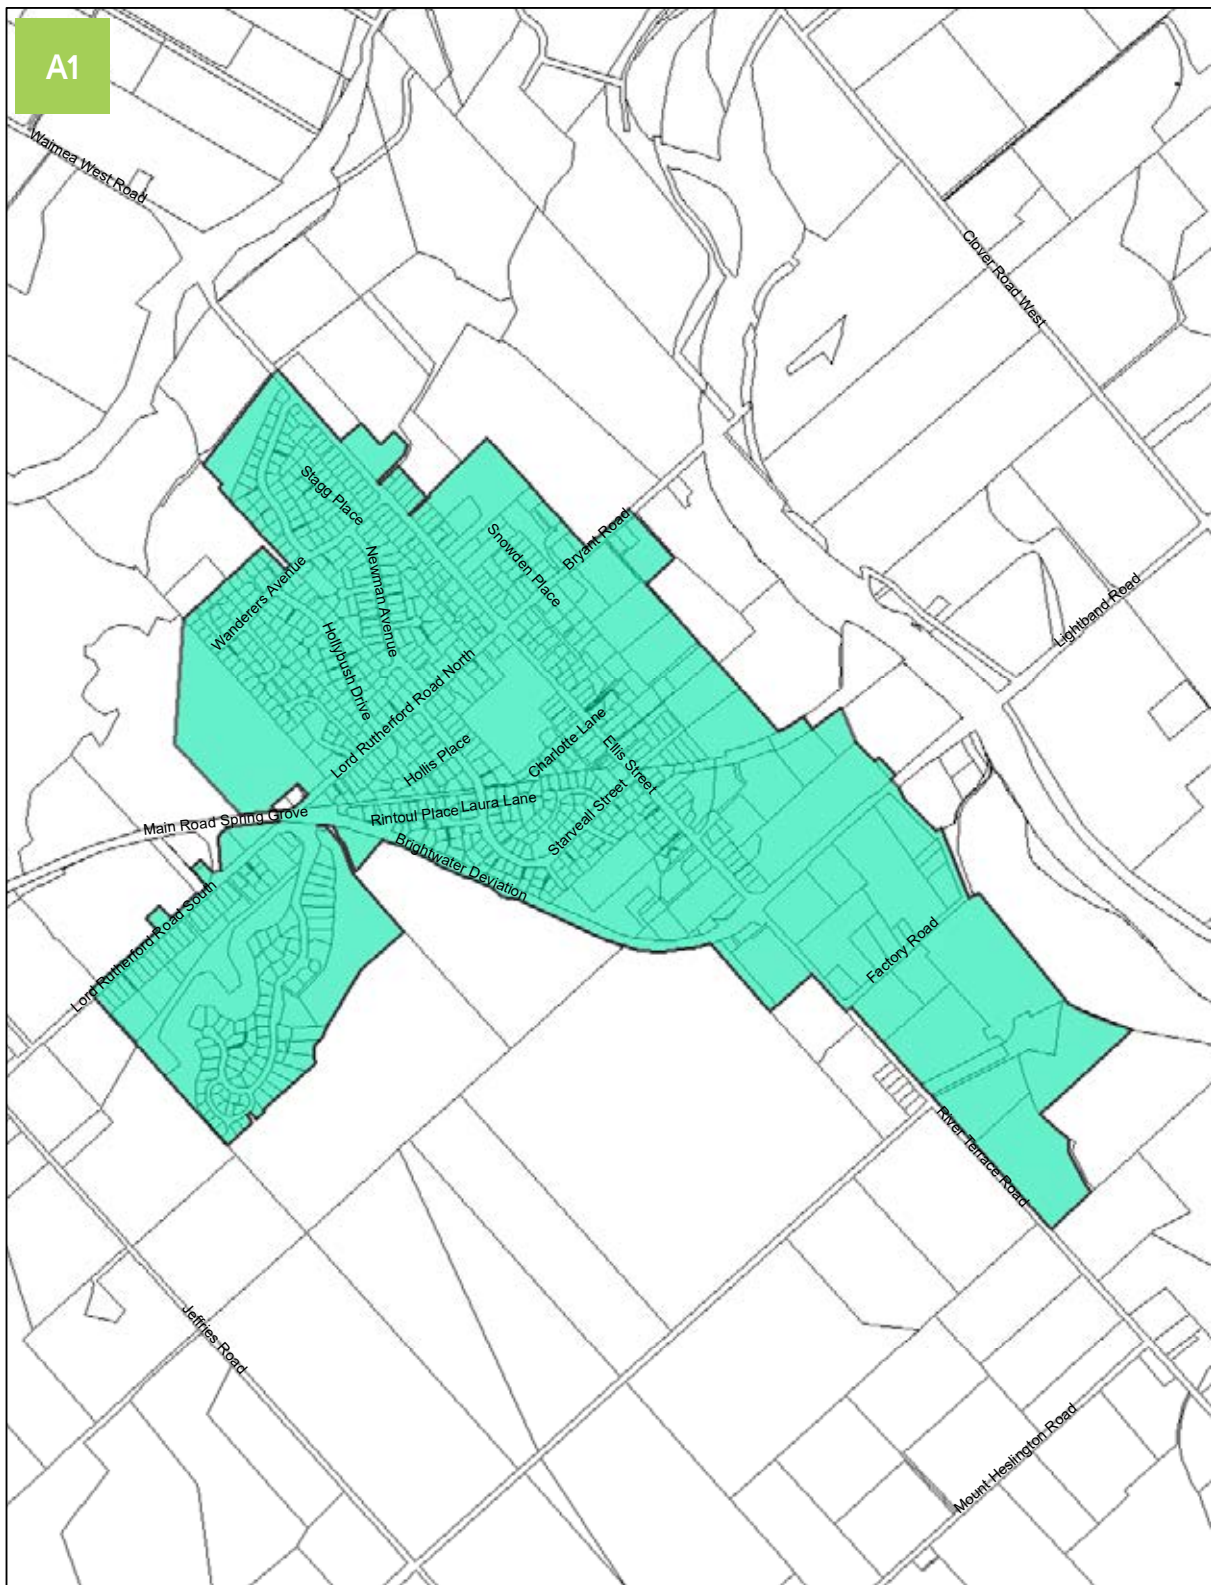 A1
Waimea West Road
Clover Road West
Stagg Place
Snowden Place
Bryant Road
Newman Avenue
Wanderers Avenue
Lightband Road
Hollybush Drive
Lord Rutherford Road North
Charlotte Lane
Hollis Place
Ellis Street
Main Road Spring Grove
Rintoul Place
Laura Lane
Starveall Street
Brightwater Deviation
Lord Rutherford Road South
Factory Road
River Terrace Road
Jeffries Road
Mount Heslington Road